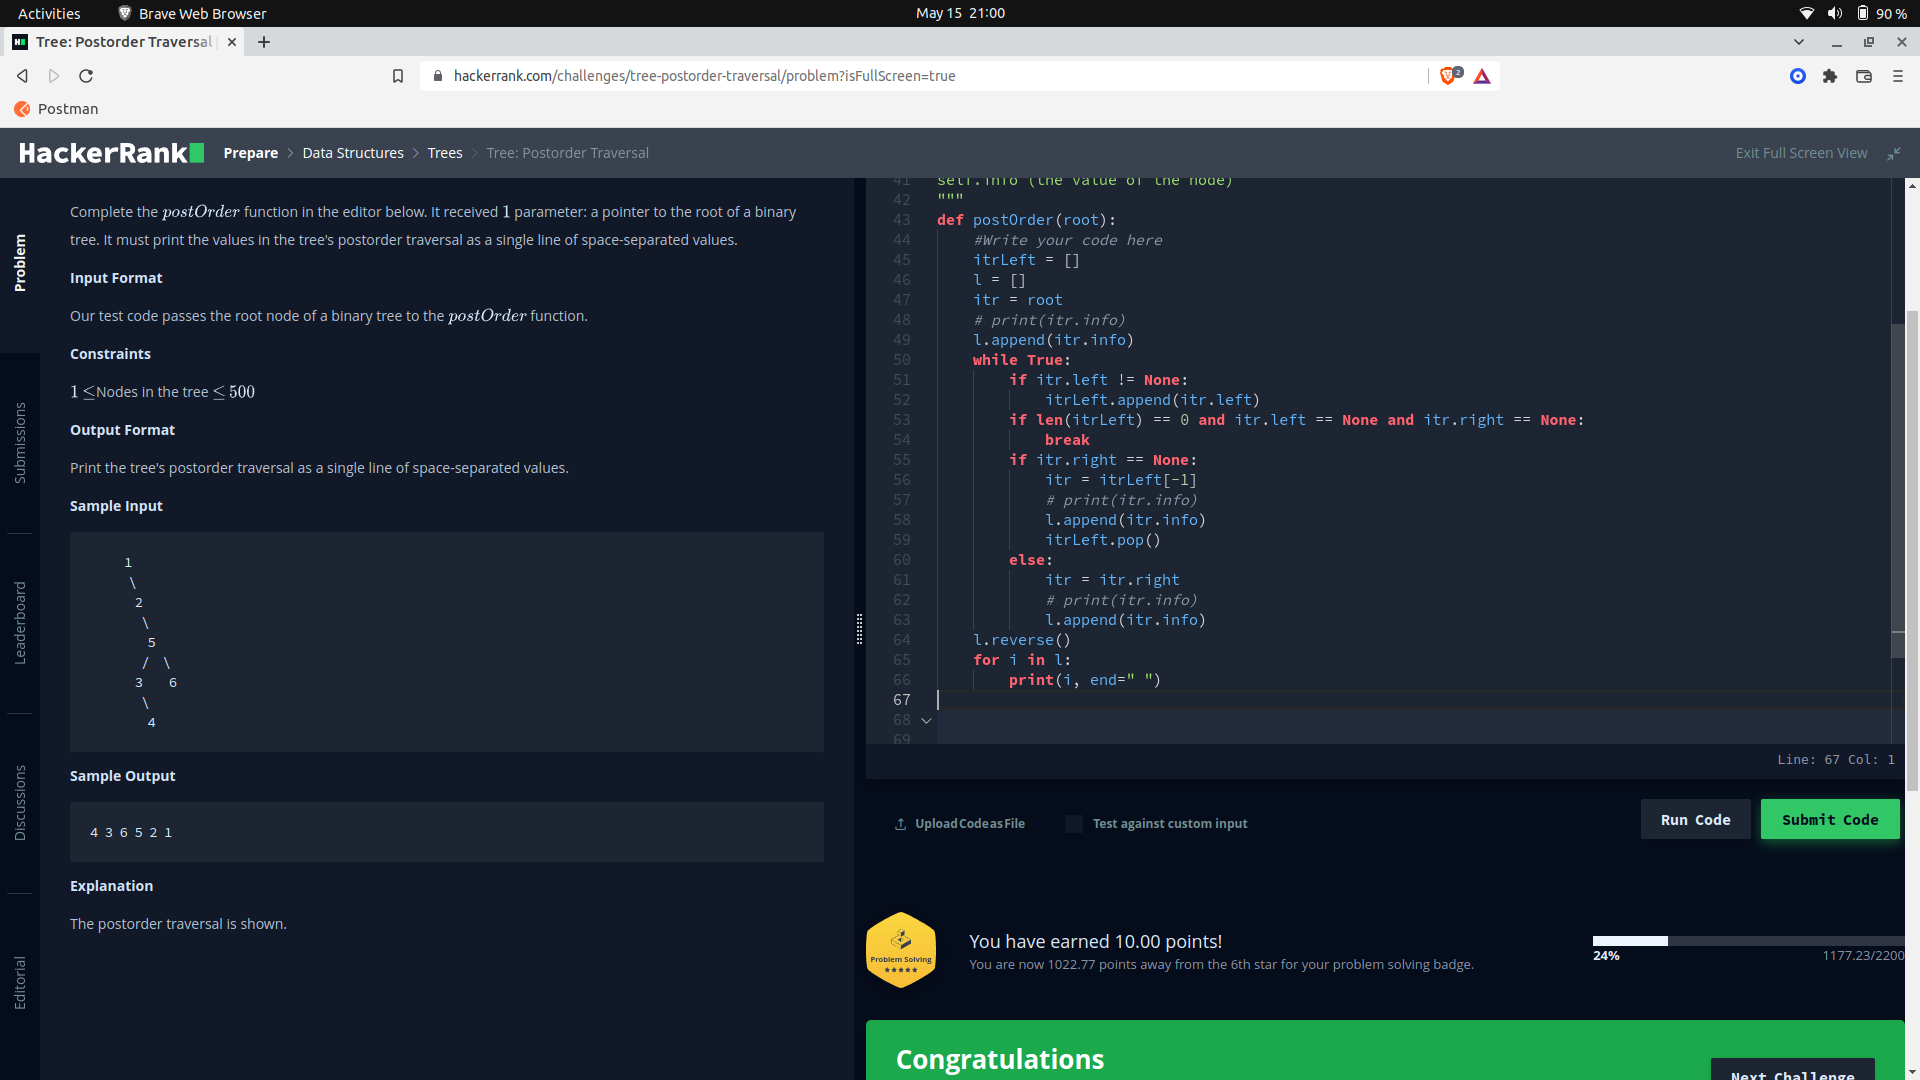 Activities
Brave Web Browser
May 15 21:00
90 %
Tree: Postorder Traversal
hackerrank.com/challenges/tree-postorder-traversal/problem?isFullScreen=true
2
Postman
HackerRank
Prepare > Data Structures > Trees > Tree: Postorder Traversal
Exit Full Screen View
Problem
Submissions
Leaderboard
Discussions
Editorial
Complete the postOrder function in the editor below. It received 1 parameter: a pointer to the root of a binary
tree. It must print the values in the tree's postorder traversal as a single line of space-separated values.
Input Format
Our test code passes the root node of a binary tree to the postOrder function.
Constraints
1 ≤Nodes in the tree ≤ 500
Output Format
Print the tree's postorder traversal as a single line of space-separated values.
Sample Input
1
\
2
\
5
/ \
3 6
\
4
Sample Output
4 3 6 5 2 1
Explanation
The postorder traversal is shown.
41 self.info (the value of the node)
42 """
43 def postOrder(root):
44 #Write your code here
45 itrLeft = []
46 l = []
47 itr = root
48 # print(itr.info)
49 l.append(itr.info)
50 while True:
51 if itr.left != None:
52 itrLeft.append(itr.left)
53 if len(itrLeft) == 0 and itr.left == None and itr.right == None:
54 break
55 if itr.right == None:
56 itr = itrLeft[-1]
57 # print(itr.info)
58 l.append(itr.info)
59 itrLeft.pop()
60 else:
61 itr = itr.right
62 # print(itr.info)
63 l.append(itr.info)
64 l.reverse()
65 for i in l:
66 print(i, end=" ")
67
68
69
Line: 67 Col: 1
Upload Code as File
Test against custom input
Run Code
Submit Code
Problem Solving
★★★★★
You have earned 10.00 points!
You are now 1022.77 points away from the 6th star for your problem solving badge.
24%
1177.23/2200
Congratulations
Next Challenge